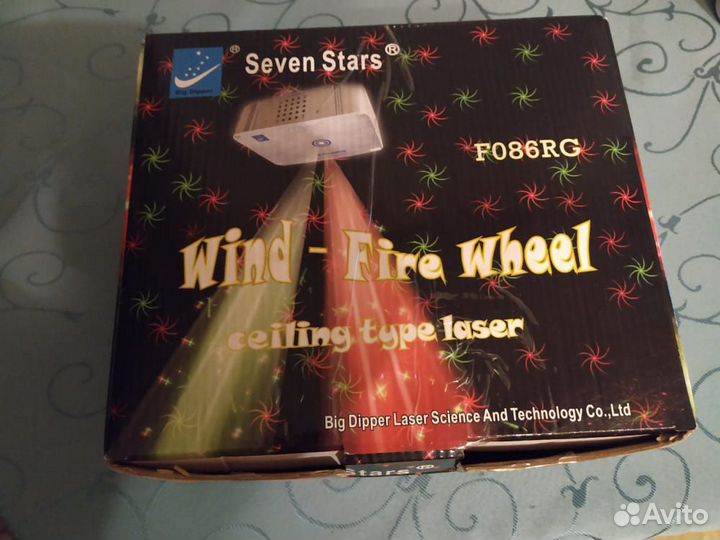 Big Dipper
®
Seven Stars®
F086RG
Wind - Fire Wheel
ceiling type laser
Big Dipper Laser Science And Technology Co.,Ltd
Stars®
Avito